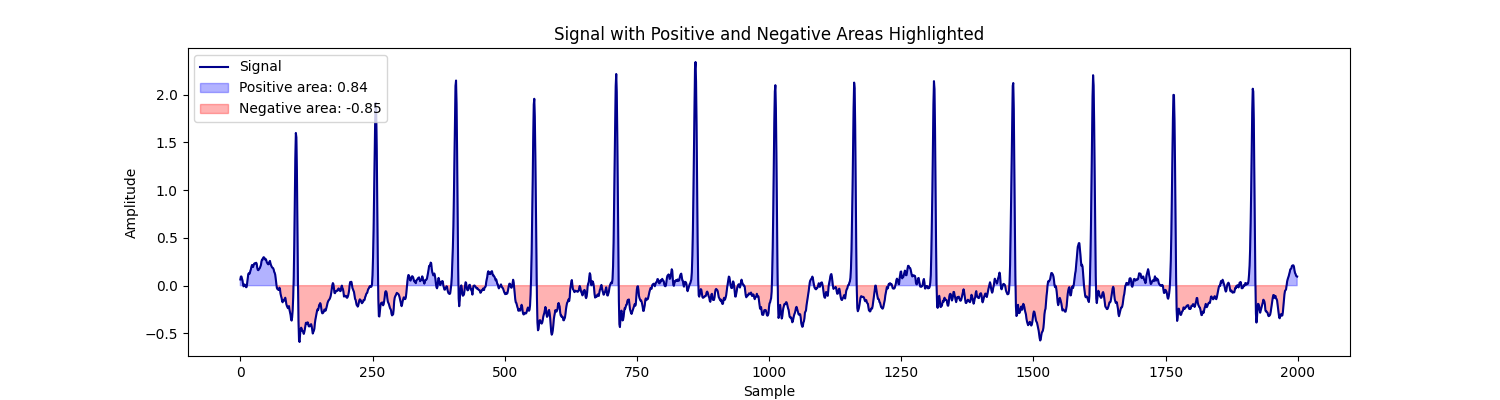 Signal with Positive and Negative Areas Highlighted
Signal
Positive area: 0.84
Negative area: -0.85
Amplitude
2.0
1.5
1.0
0.5
0.0
−0.5
0 250 500 750 1000 1250 1500 1750 2000
Sample